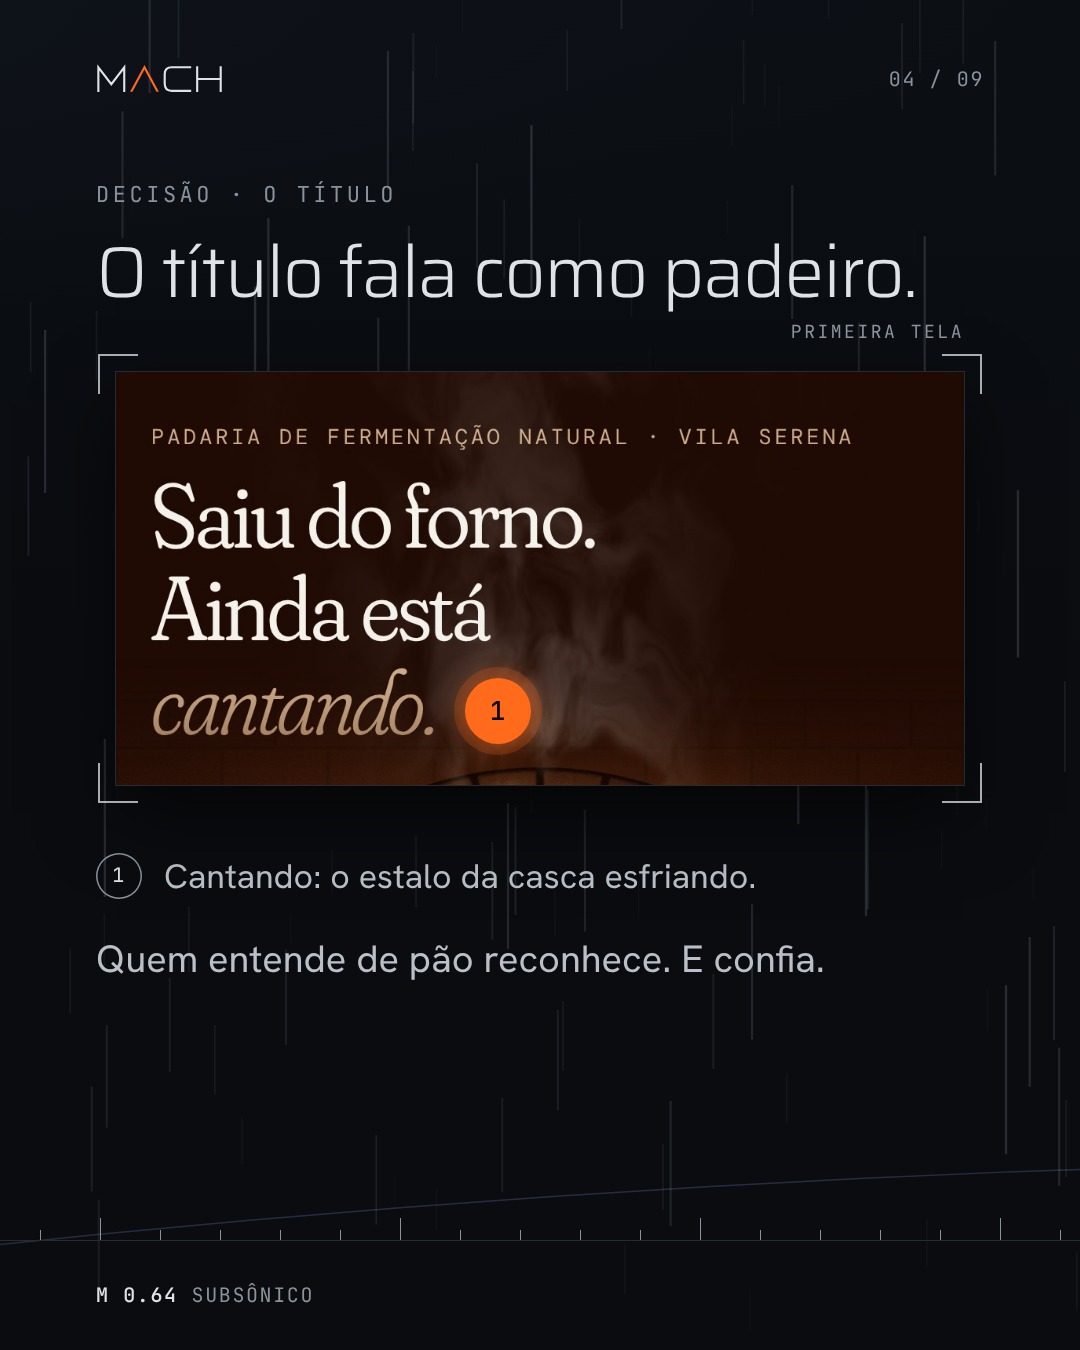 MACH
04 / 09
DECISÃO · O TÍTULO
O título fala como padeiro.
PRIMEIRA TELA
PADARIA DE FERMENTAÇÃO NATURAL · VILA SERENA
Saiu do forno.
Ainda está
cantando.
1
1 Cantando: o estalo da casca esfriando.
Quem entende de pão reconhece. E confia.
M 0.64 SUBSÔNICO